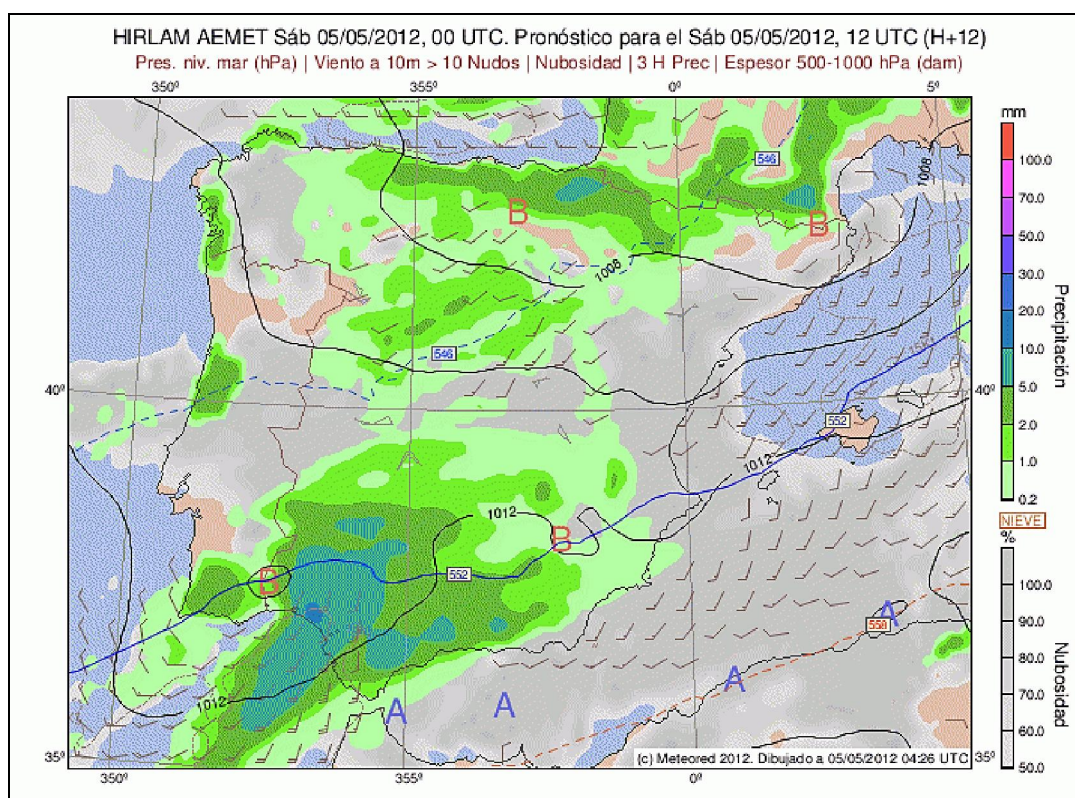 HIRLAM AEMET Sáb 05/05/2012, 00 UTC. Pronóstico para el Sáb 05/05/2012, 12 UTC (H+12)
Pres. niv. mar (hPa) | Viento a 10m > 10 Nudos | Nubosidad | 3 H Prec | Espesor 500-1000 hPa (dam)
350º 355º 0º 5º
mm
100.0
70.0
50.0
30.0
20.0
10.0
5.0
2.0
1.0
0.2
Precipitación
NIEVE
%
100.0
90.0
80.0
70.0
60.0
50.0
Nubosidad
546
1008
B B
1008
546
40º 40º
552
1012
1012
B
B
552
A
558
A
1012
A A
35º 35º
(c) Meteored 2012. Dibujado a 05/05/2012 04:26 UTC
350º 355º 0º